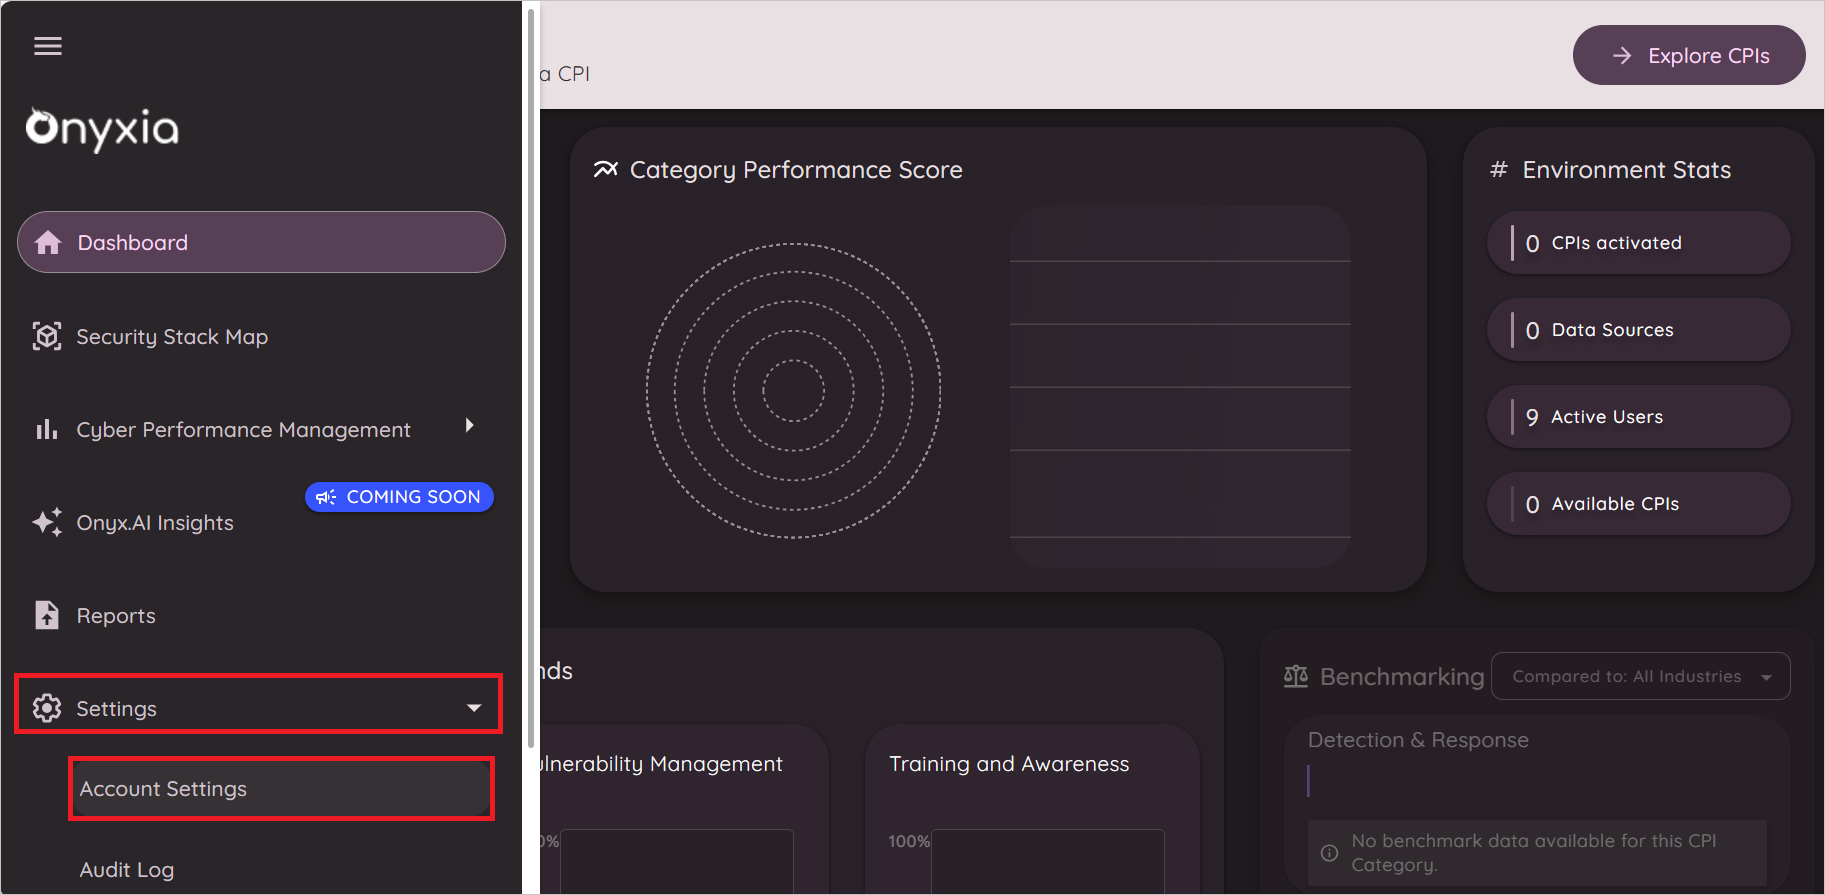 Onyxia
Dashboard
Security Stack Map
Cyber Performance Management
COMING SOON
Onyx.AI Insights
Reports
Settings
Account Settings
Audit Log
a CPI
Explore CPIs
Category Performance Score
# Environment Stats
0 CPIs activated
0 Data Sources
9 Active Users
0 Available CPIs
nds
ulnerability Management
0%
Training and Awareness
100%
Benchmarking
Compared to: All Industries
Detection & Response
No benchmark data available for this CPI
Category.